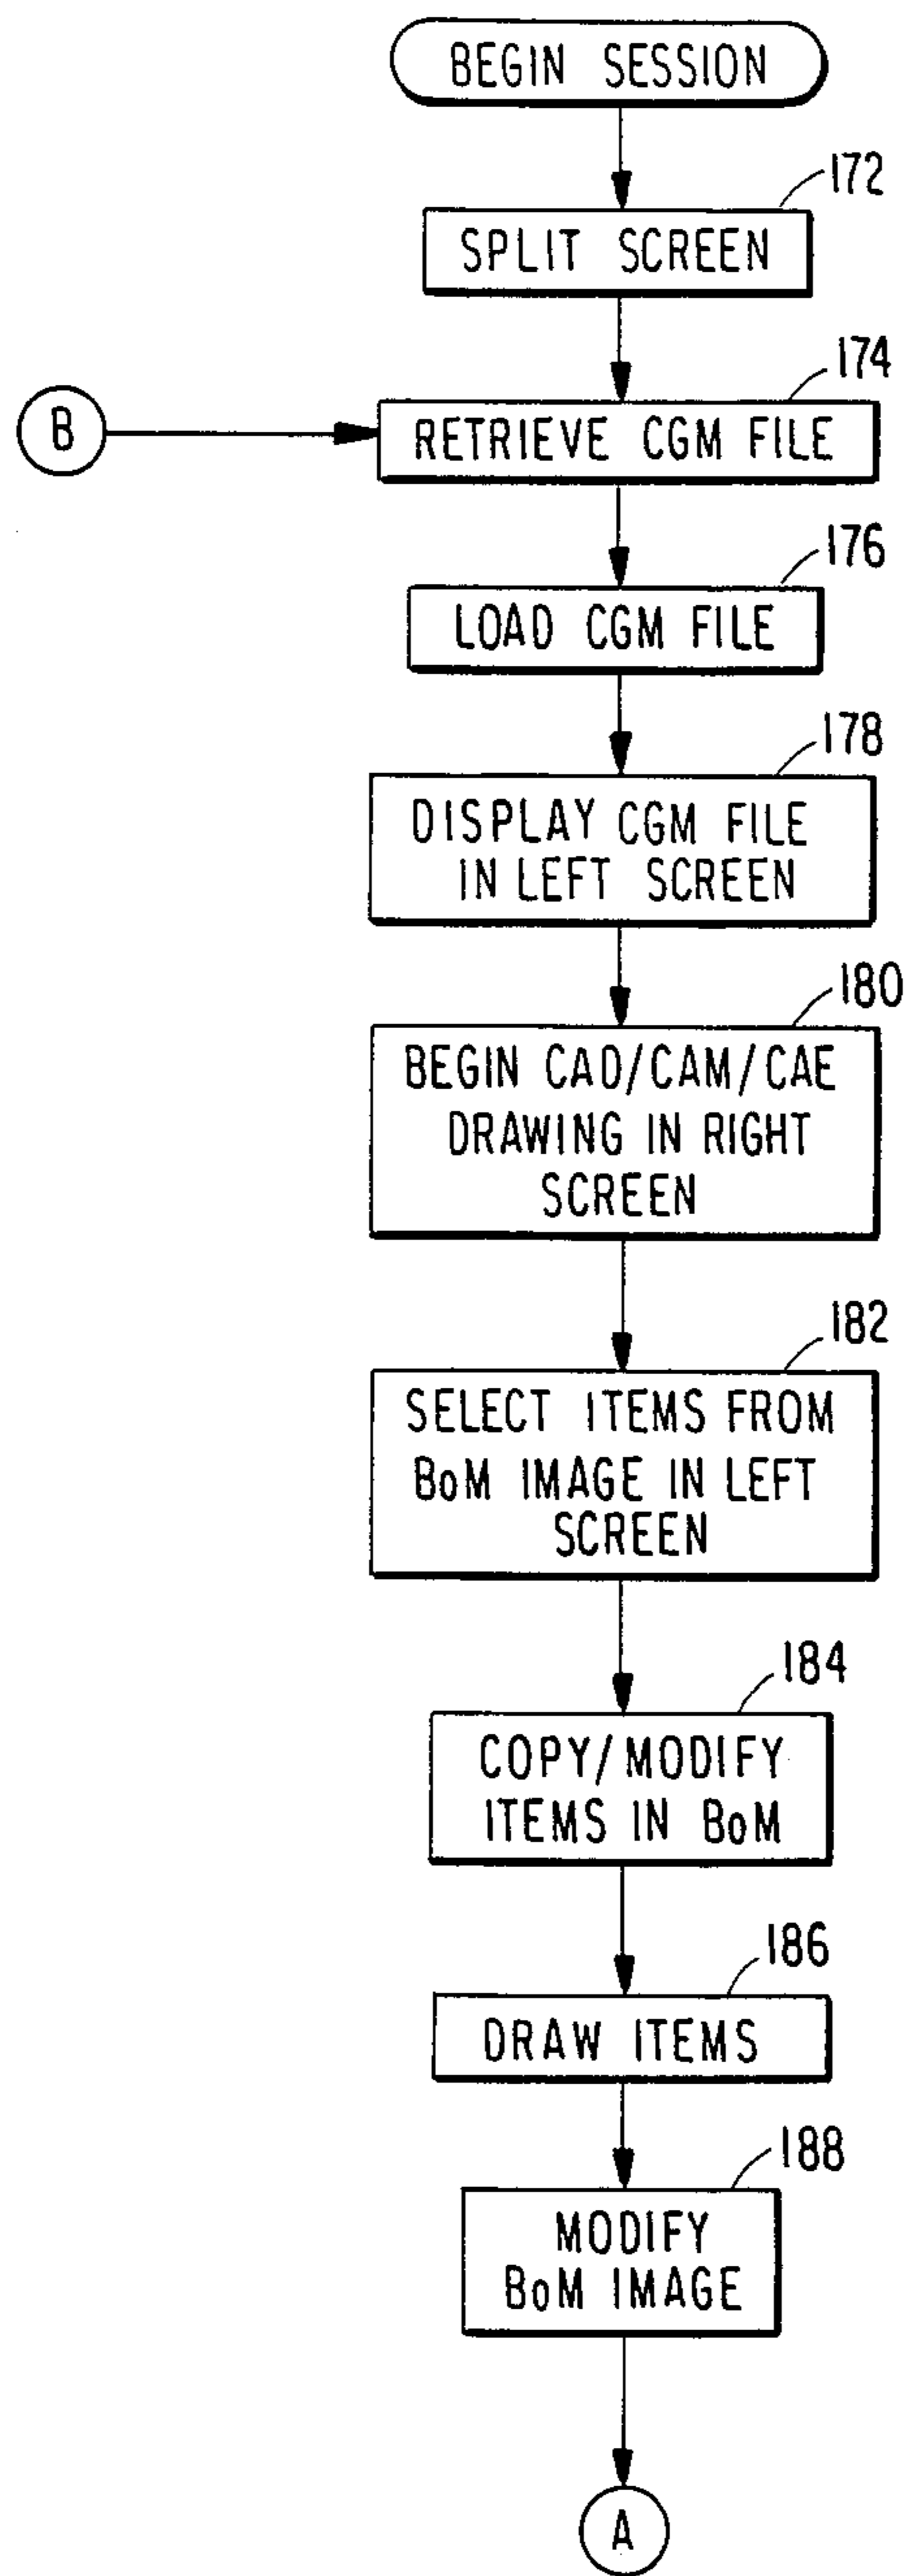 BEGIN SESSION
172
SPLIT SCREEN
174
B
RETRIEVE CGM FILE
176
LOAD CGM FILE
178
DISPLAY CGM FILE
IN LEFT SCREEN
180
BEGIN CAD/CAM/CAE
DRAWING IN RIGHT
SCREEN
182
SELECT ITEMS FROM
BoM IMAGE IN LEFT
SCREEN
184
COPY/MODIFY
ITEMS IN BoM
186
DRAW ITEMS
188
MODIFY
BoM IMAGE
A